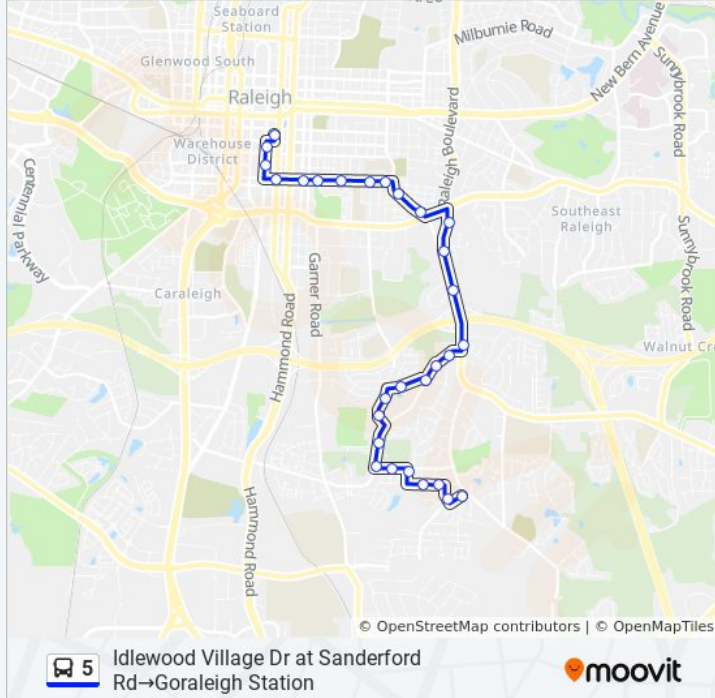 Seaboard
Station
Milburnie Road
New Bern Avenue
Sunnybrook Road
Glenwood South
Raleigh
Raleigh Boulevard
Warehouse
District
Centennial Parkway
Southeast
Raleigh
Sunnybrook Road
Garner Road
Caraleigh
Hammond Road
Walnut Cre
Hammond Road
© OpenStreetMap contributors | © OpenMapTiles
5
Idlewood Village Dr at Sanderford
Rd→Goraleigh Station
moovit